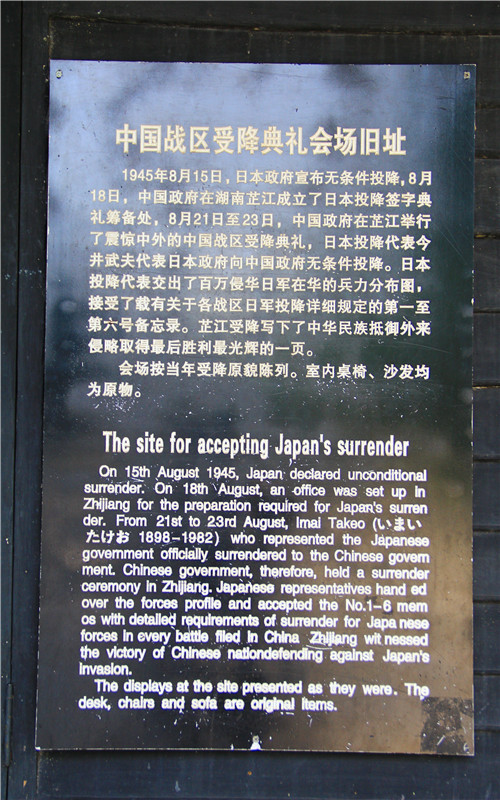 中国战区受降典礼会场旧址
1945年8月15日，日本政府宣布无条件投降，8月
18日，中国政府在湖南芷江成立了日本投降签字典
礼筹备处，8月21日至23日，中国政府在芷江举行
了震惊中外的中国战区受降典礼，日本投降代表今
井武夫代表日本政府向中国政府无条件投降。日本
投降代表交出了百万侵华日军在华的兵力分布图，
接受了载有关于各战区日军投降详细规定的第一至
第六号备忘录。芷江受降写下了中华民族抵御外来
侵略取得最后胜利最光辉的一页。
会场按当年受降原貌陈列。室内桌椅、沙发均
为原物。
The site for accepting Japan's surrender
On 15th August 1945, Japan declared unconditional
surrender. On 18th August, an office was set up in
Zhijiang for the preparation required for Japan's surren
der. From 21st to 23rd August, Imai Takeo (いまい
たけお 1898-1982) who represented the Japanese
government officially surrendered to the Chinese govern
ment. Chinese government, therefore, held a surrender
ceremony in Zhijiang. Japanese representatives hand ed
over the forces profile and accepted the No.1-6 mem
os with detailed requirements of surrender for Japa nese
forces in every battle filed in China Zhijiang wit nessed
the victory of Chinese nationdefending against Japan's
invasion.
The displays at the site presented as they were. The
desk, chairs and sofa are original items.